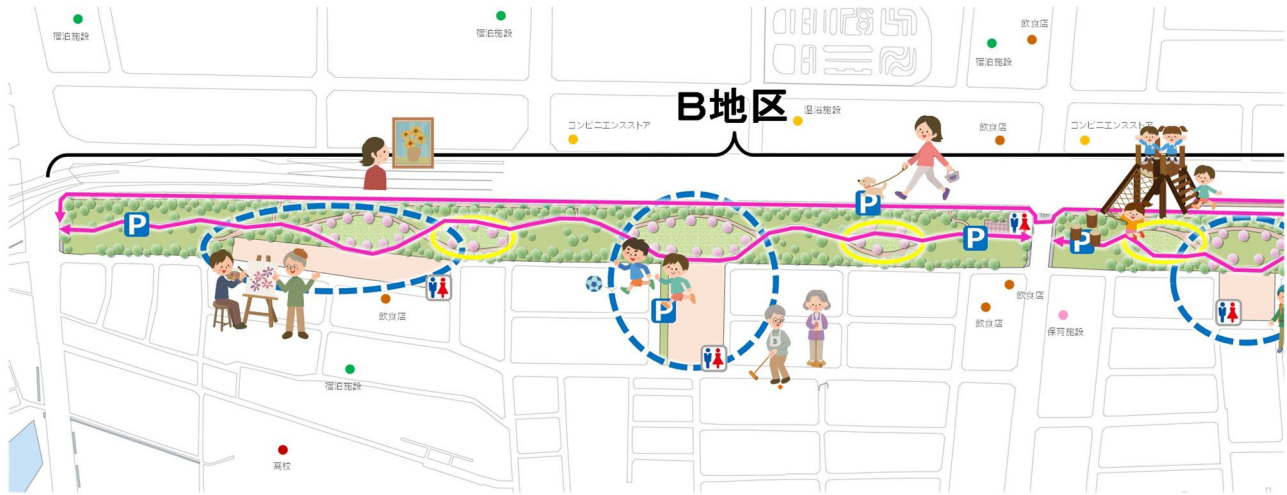 宿泊施設
宿泊施設
飲食店
宿泊施設
B地区
温浴施設
コンビニエンスストア
飲食店
コンビニエンスストア
P
P
P
P
P
飲食店
飲食店
飲食店
保育施設
宿泊施設
高校